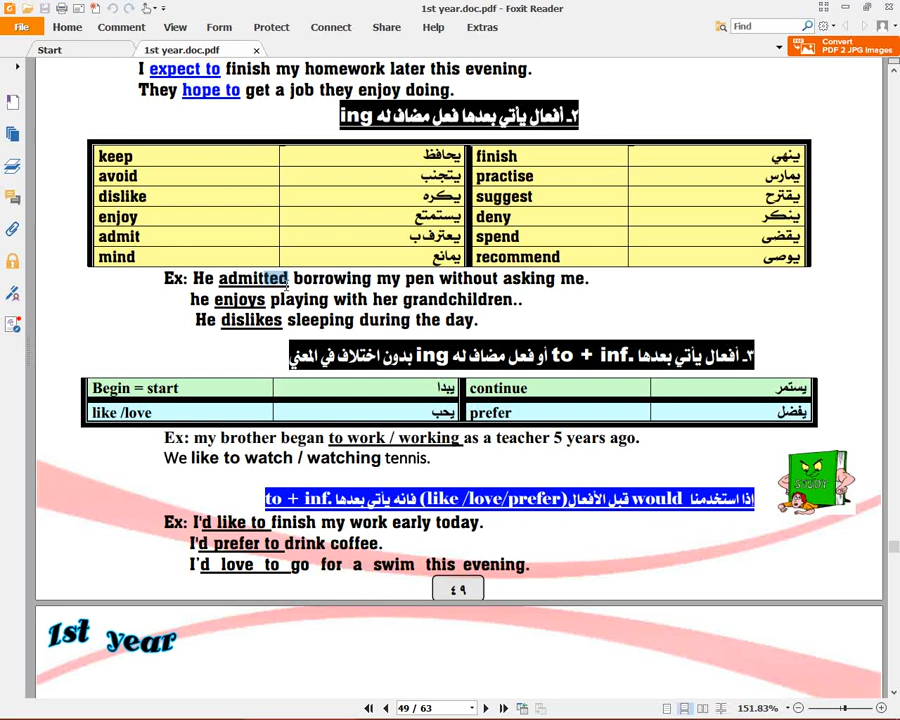 1st year.doc.pdf - Foxit Reader
File Home Comment View Form Protect Connect Share Help Extras Find
Start 1st year.doc.pdf Convert PDF 2 JPG Images
I expect to finish my homework later this evening.
They hope to get a job they enjoy doing.
٢ـ أفعال يأتي بعدها فعل مضاف له ing
keep يحافظ finish ينهي
avoid يتجنب practise يمارس
dislike يكره suggest يقترح
enjoy يستمتع deny ينكر
admit يعترف ب spend يقضى
mind يمانع recommend يوصى
Ex: He admitted borrowing my pen without asking me.
he enjoys playing with her grandchildren..
He dislikes sleeping during the day.
٣ـ أفعال يأتي بعدها to + inf. أو فعل مضاف له ing بدون اختلاف في المعني
Begin = start يبدا continue يستمر
like /love يحب prefer يفضل
Ex: my brother began to work / working as a teacher 5 years ago.
We like to watch / watching tennis.
STUDY
اذا استخدمنا would قبل الأفعال (like /love/prefer) فانه يأتي بعدها to + inf.
Ex: I'd like to finish my work early today.
I'd prefer to drink coffee.
I'd love to go for a swim this evening.
٤٩
1st year
49 / 63 151.83%